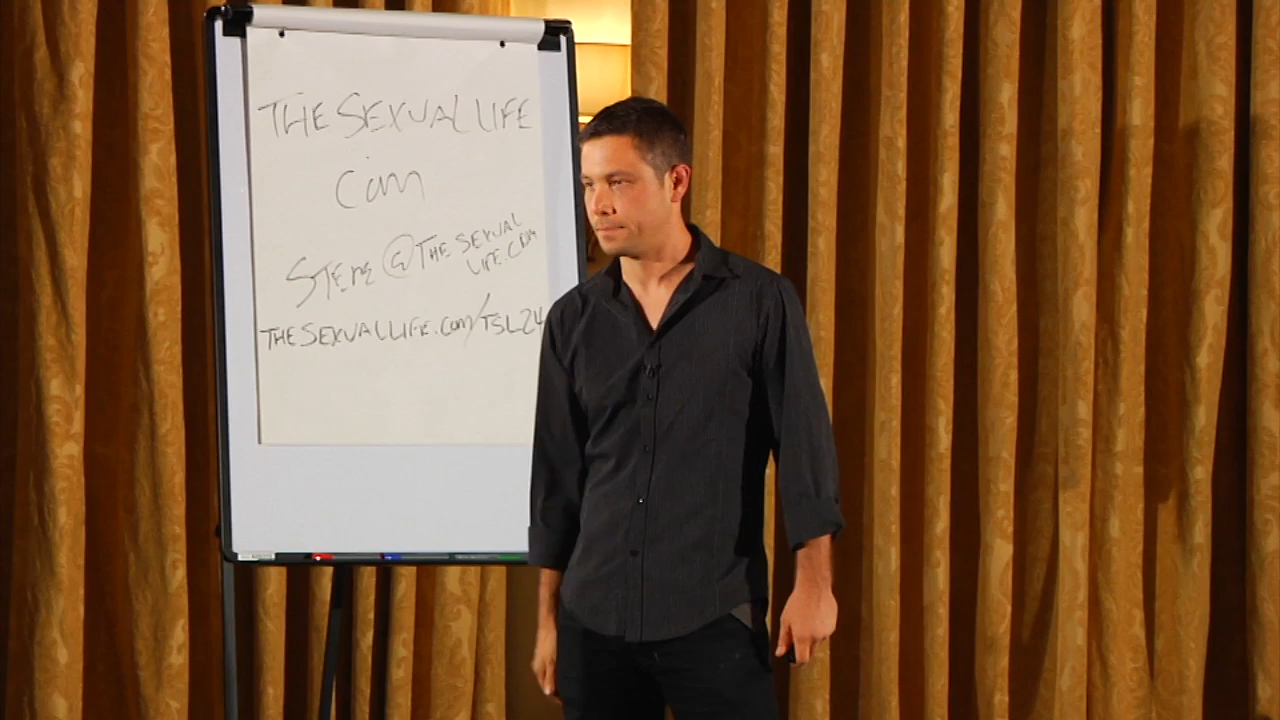 THE SEXUAL LIFE
Com
STEVE @ THE SEXUAL
LIFE.COM
THESEXUALLIFE.COM/TSL24